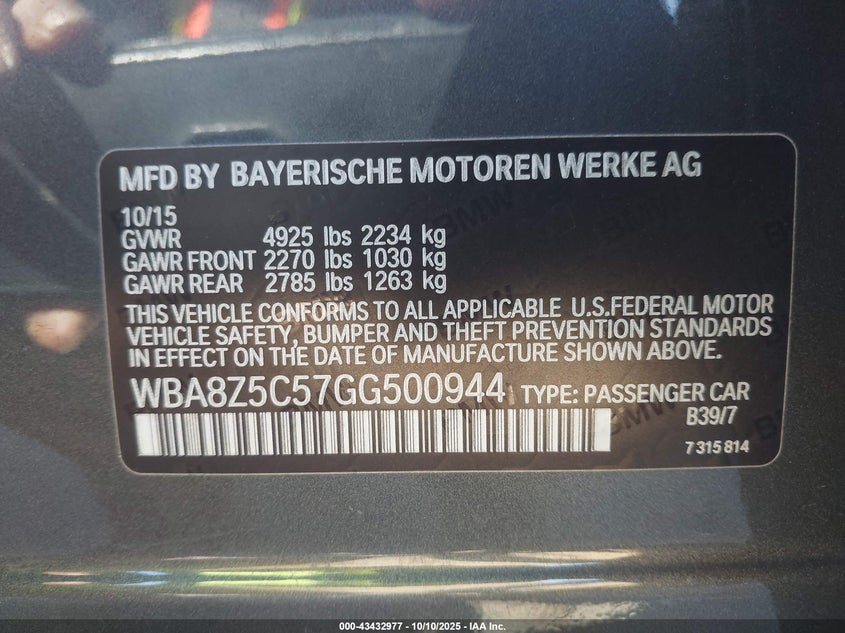 MFD BY BAYERISCHE MOTOREN WERKE AG
10/15
GVWR 4925 lbs 2234 kg
GAWR FRONT 2270 lbs 1030 kg
GAWR REAR 2785 lbs 1263 kg
THIS VEHICLE CONFORMS TO ALL APPLICABLE U.S.FEDERAL MOTOR
VEHICLE SAFETY, BUMPER AND THEFT PREVENTION STANDARDS
IN EFFECT ON THE DATE OF MANUFACTURE SHOWN ABOVE.
WBA8Z5C57GG500944 TYPE: PASSENGER CAR
B39/7
7 315 814
000-43432977 - 10/10/2025 - IAA Inc.